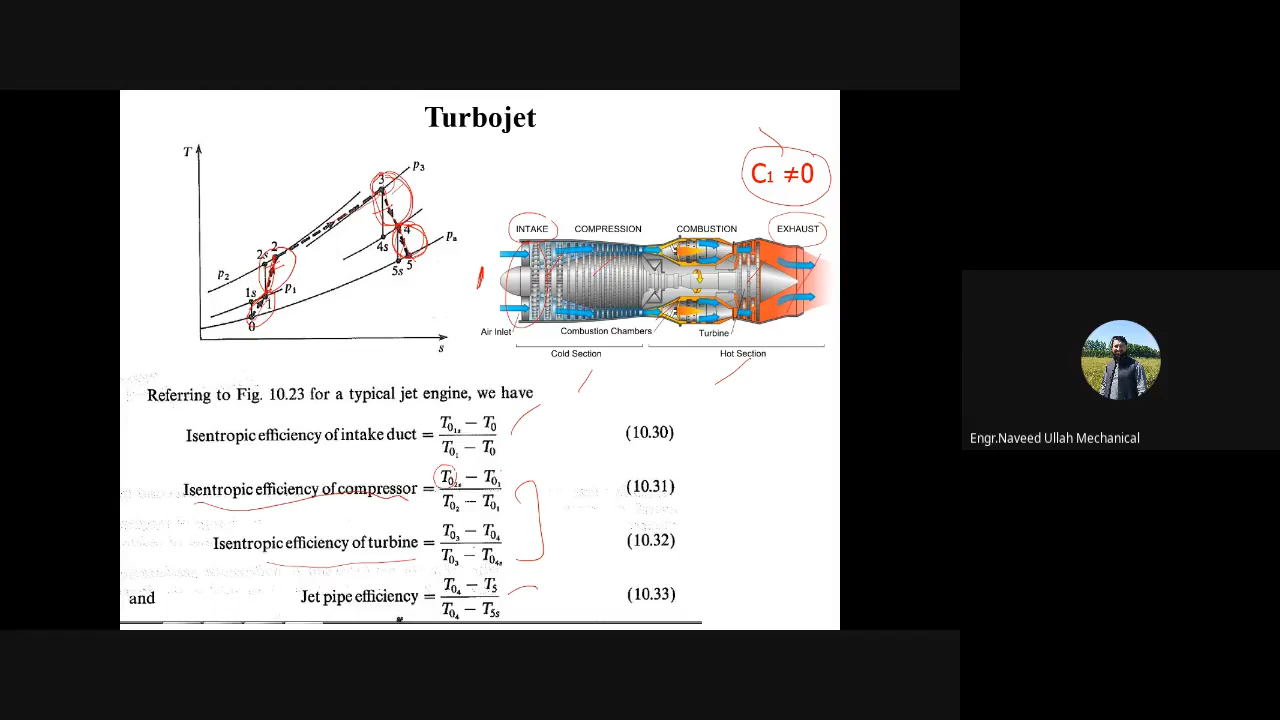 Turbojet
T
p₃
3
4
4s
pₐ
5
5s
2s
2
p₂
1s
p₁
1
0
s
C₁ ≠0
INTAKE COMPRESSION COMBUSTION EXHAUST
Air Inlet Combustion Chambers Turbine
Cold Section Hot Section
Referring to Fig. 10.23 for a typical jet engine, we have
Isentropic efficiency of intake duct = (T₀₁ₛ − T₀) / (T₀₁ − T₀) (10.30)
Isentropic efficiency of compressor = (T₀₂ₛ − T₀₁) / (T₀₂ − T₀₁) (10.31)
Isentropic efficiency of turbine = (T₀₃ − T₀₄) / (T₀₃ − T₀₄ₛ) (10.32)
and Jet pipe efficiency = (T₀₄ − T₅) / (T₀₄ − T₅ₛ) (10.33)
Engr.Naveed Ullah Mechanical